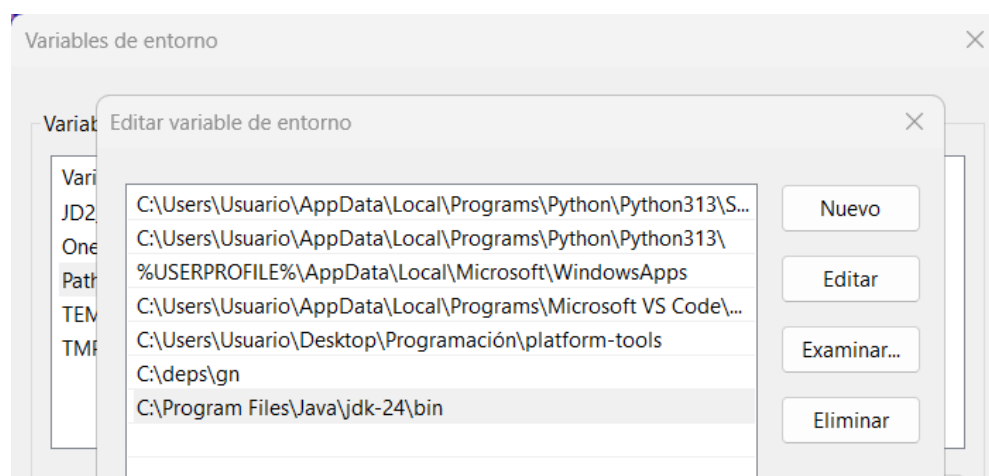 Variables de entorno
Variab
Editar variable de entorno
Vari
C:\Users\Usuario\AppData\Local\Programs\Python\Python313\S...
Nuevo
JD2
C:\Users\Usuario\AppData\Local\Programs\Python\Python313\
One
%USERPROFILE%\AppData\Local\Microsoft\WindowsApps
Editar
Path
C:\Users\Usuario\AppData\Local\Programs\Microsoft VS Code\...
TEM
C:\Users\Usuario\Desktop\Programación\platform-tools
Examinar...
TMP
C:\deps\gn
C:\Program Files\Java\jdk-24\bin
Eliminar